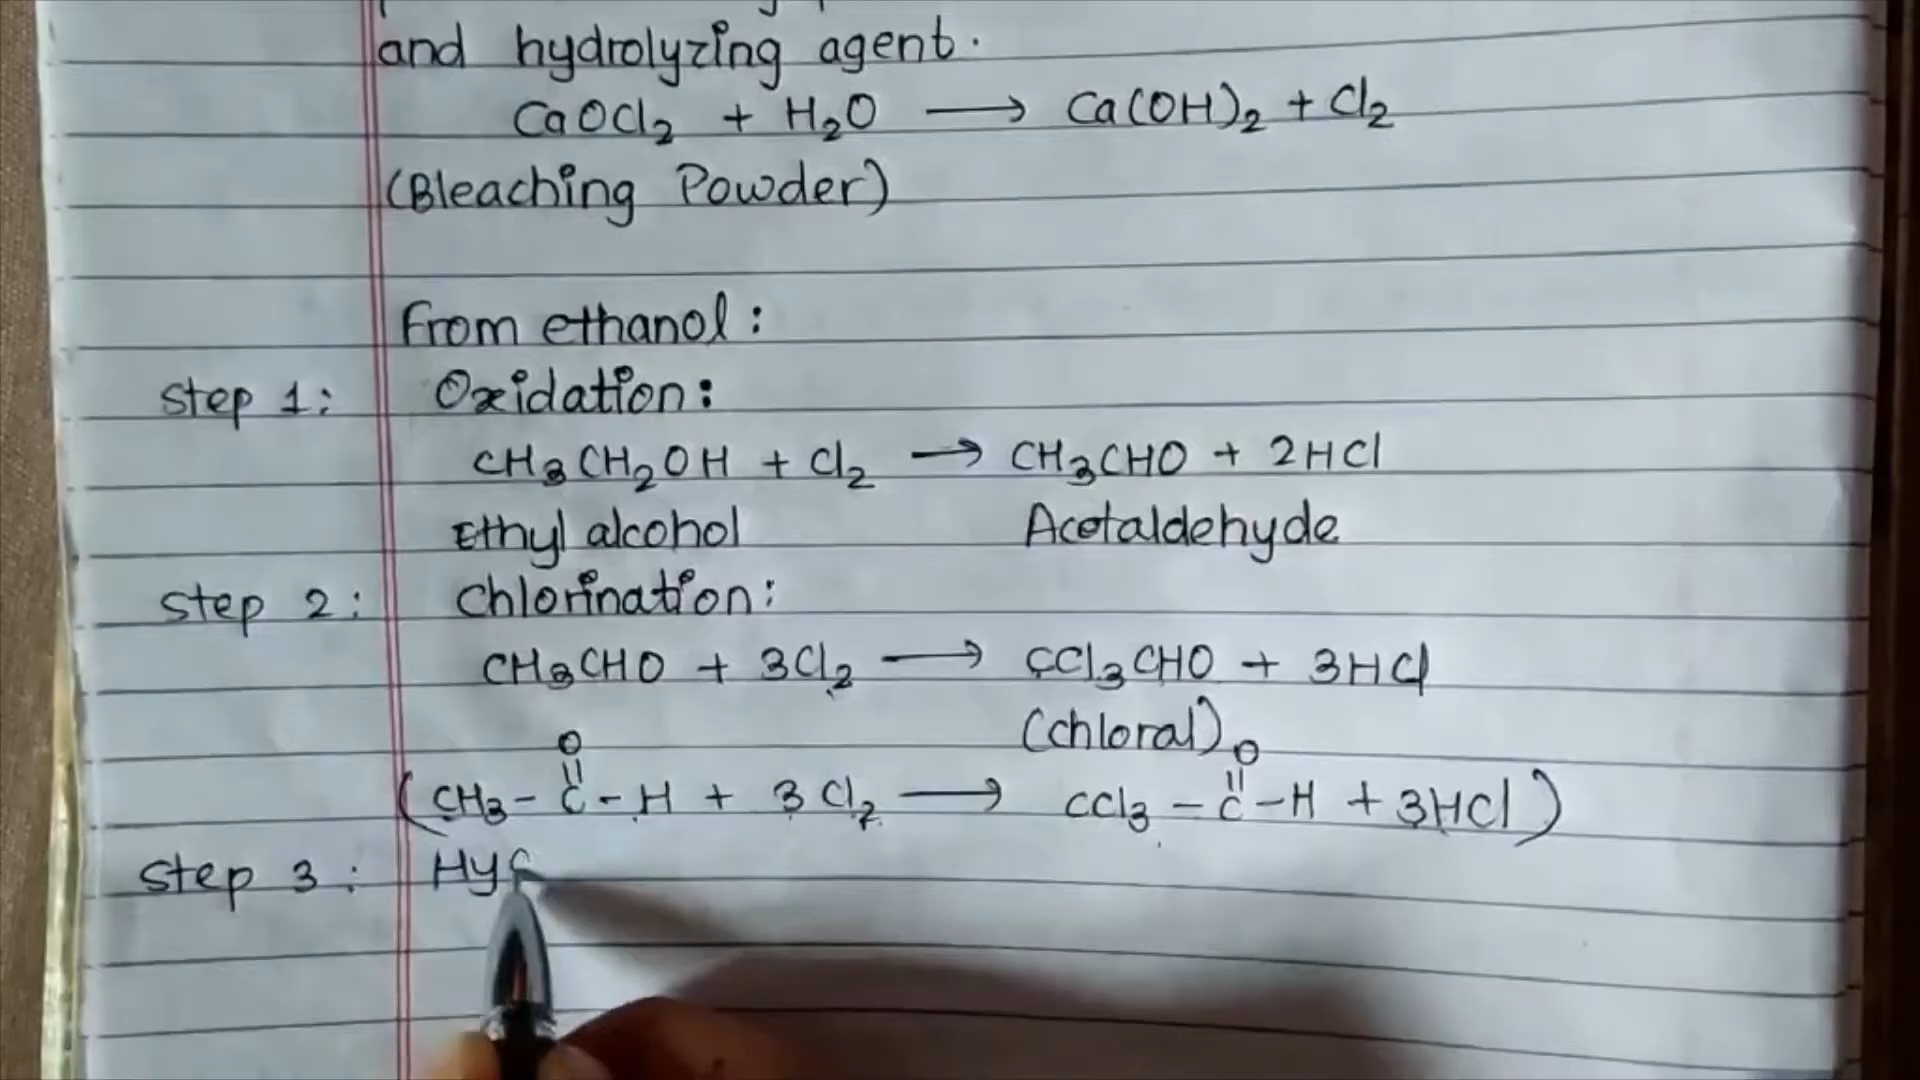 and hydrolyzing agent.
CaOCl₂ + H₂O ⟶ Ca(OH)₂ + Cl₂
(Bleaching Powder)
From ethanol:
Step 1: Oxidation:
CH₃CH₂OH + Cl₂ ⟶ CH₃CHO + 2HCl
Ethyl alcohol Acetaldehyde
Step 2: Chlorination:
CH₃CHO + 3Cl₂ ⟶ CCl₃CHO + 3HCl
(chloral)
O O
|| ||
(CH₃ – C – H + 3Cl₂ ⟶ CCl₃ – C – H + 3HCl)
Step 3: Hy